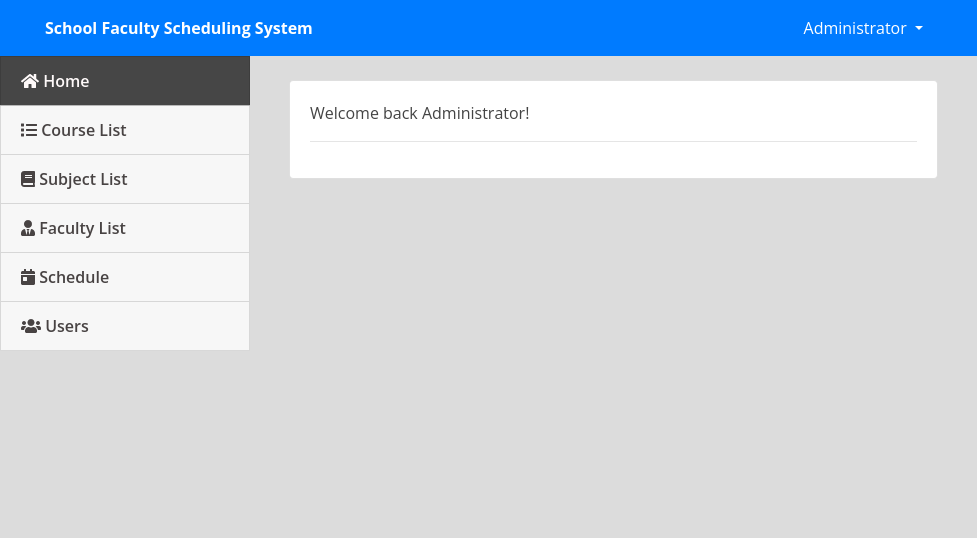 School Faculty Scheduling System
Administrator
Home
Course List
Subject List
Faculty List
Schedule
Users
Welcome back Administrator!